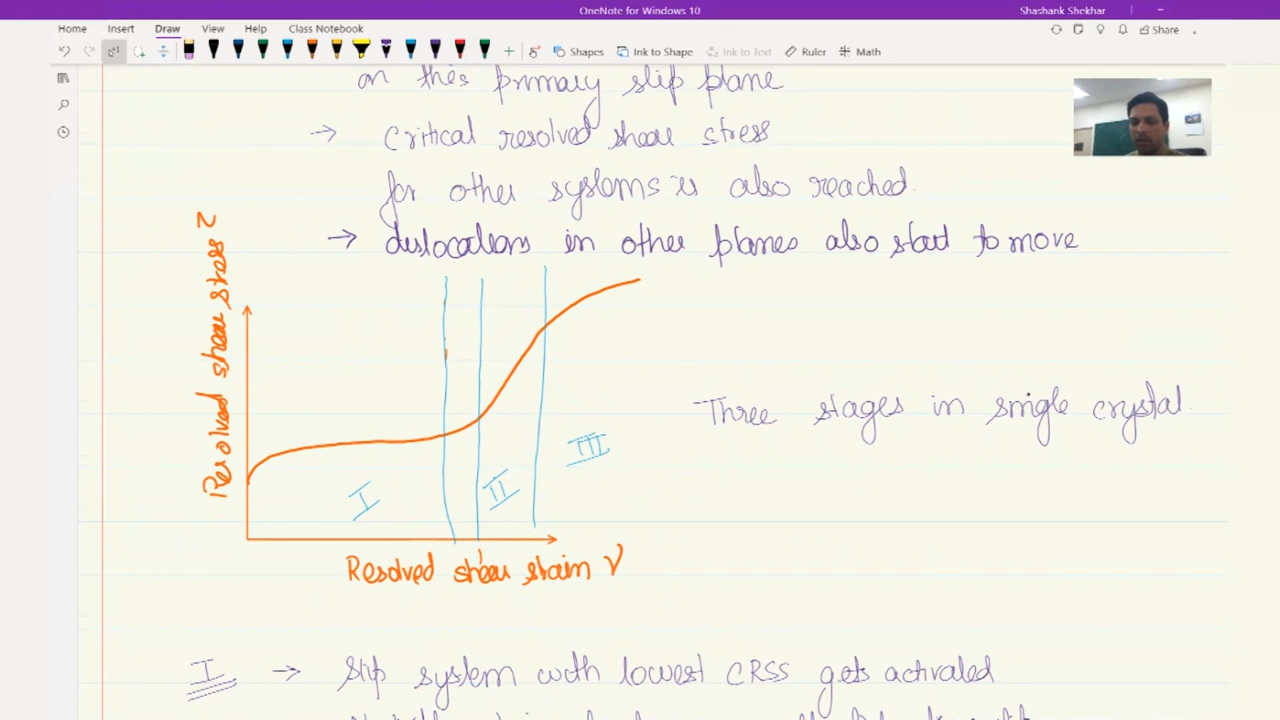 OneNote for Windows 10
Shashank Shekhar
Home Insert Draw View Help Class Notebook
Share
Shapes Ink to Shape Ink to Text Ruler Math
on this primary slip plane
→ Critical resolved shear stress
for other systems is also reached.
→ dislocations in other planes also start to move
Resolved shear stress τ
Three stages in single crystal.
I II III
Resolved shear stain γ
I → Slip system with lowest CRSS gets activated